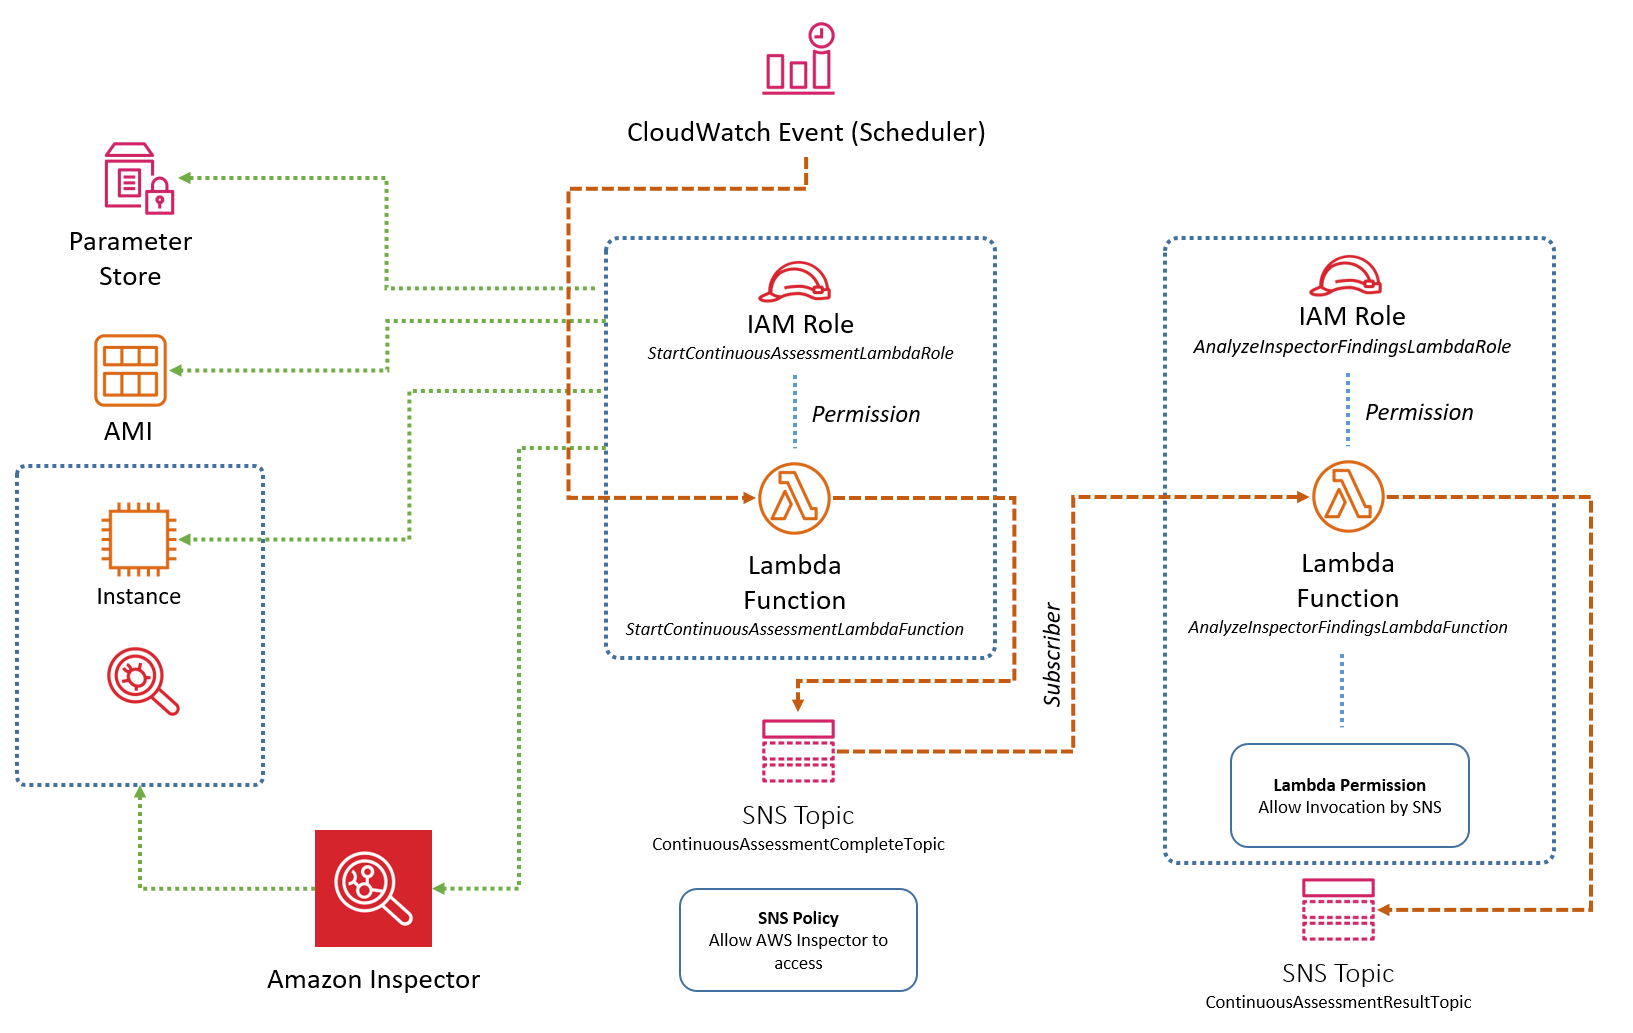 CloudWatch Event (Scheduler)
Parameter
Store
AMI
Instance
Amazon Inspector
IAM Role
StartContinuousAssessmentLambdaRole
Permission
Lambda
Function
StartContinuousAssessmentLambdaFunction
SNS Topic
ContinuousAssessmentCompleteTopic
SNS Policy
Allow AWS Inspector to
access
Subscriber
IAM Role
AnalyzeInspectorFindingsLambdaRole
Permission
Lambda
Function
AnalyzeInspectorFindingsLambdaFunction
Lambda Permission
Allow Invocation by SNS
SNS Topic
ContinuousAssessmentResultTopic